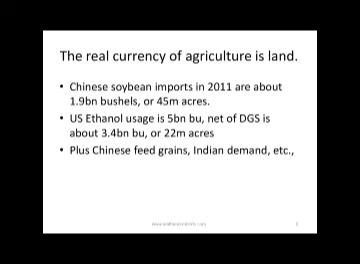 The real currency of agriculture is land.
• Chinese soybean imports in 2011 are about
1.9bn bushels, or 45m acres.
• US Ethanol usage is 5bn bu, net of DGS is
about 3.4bn bu, or 22m acres
• Plus Chinese feed grains, Indian demand, etc.,